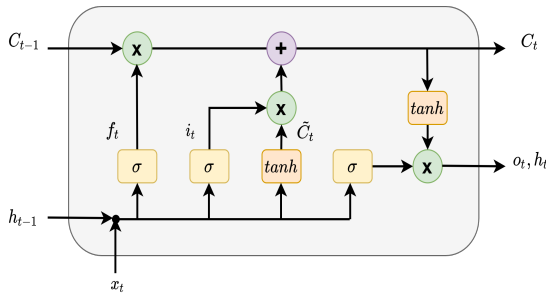 C_{t-1} x + C_t
x tanh
f_t i_t C̃_t
σ σ tanh σ x o_t, h_t
h_{t-1}
x_t